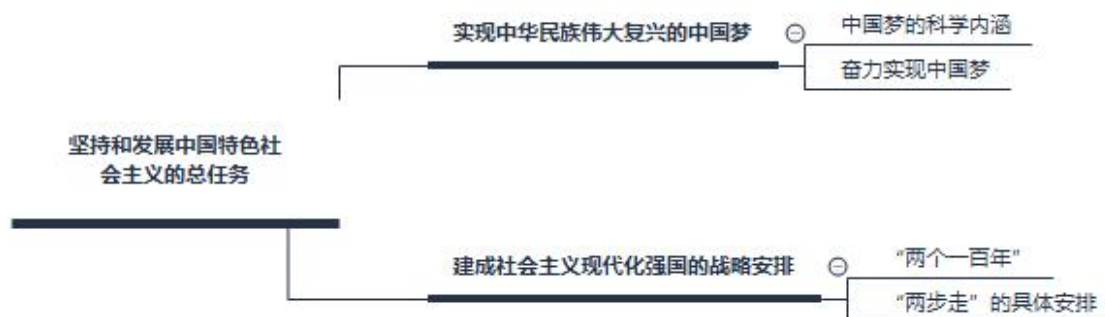 坚持和发展中国特色社
会主义的总任务
实现中华民族伟大复兴的中国梦
中国梦的科学内涵
奋力实现中国梦
建成社会主义现代化强国的战略安排
“两个一百年”
“两步走”的具体安排